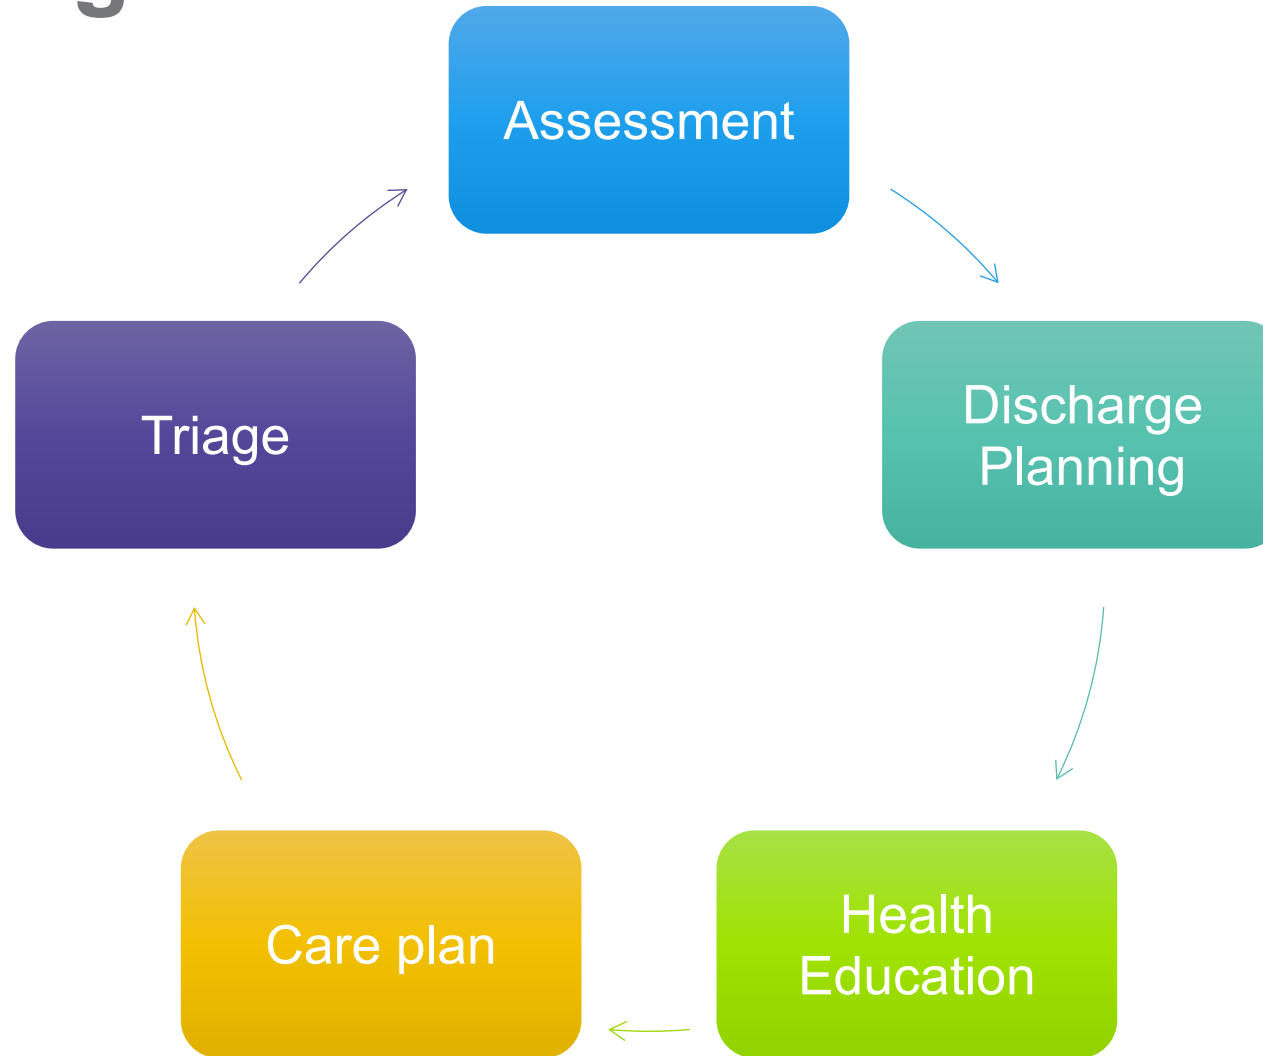 Assessment
Discharge
Planning
Health
Education
Care plan
Triage